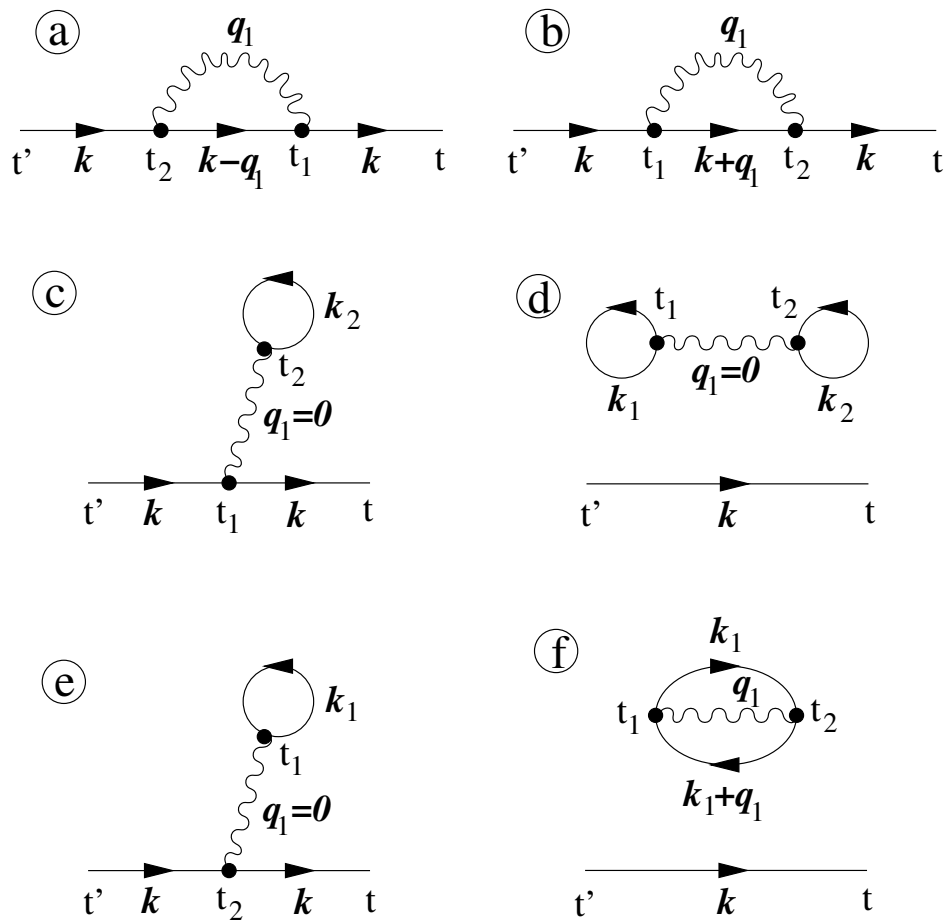 a
q₁
t' k t₂ k−q₁ t₁ k t
b
q₁
t' k t₁ k+q₁ t₂ k t
c
k₂
t₂
q₁=0
t' k t₁ k t
d
t₁ t₂
q₁=0
k₁ k₂
t' k t
e
k₁
t₁
q₁=0
t' k t₂ k t
f
k₁
q₁
t₁ t₂
k₁+q₁
t' k t